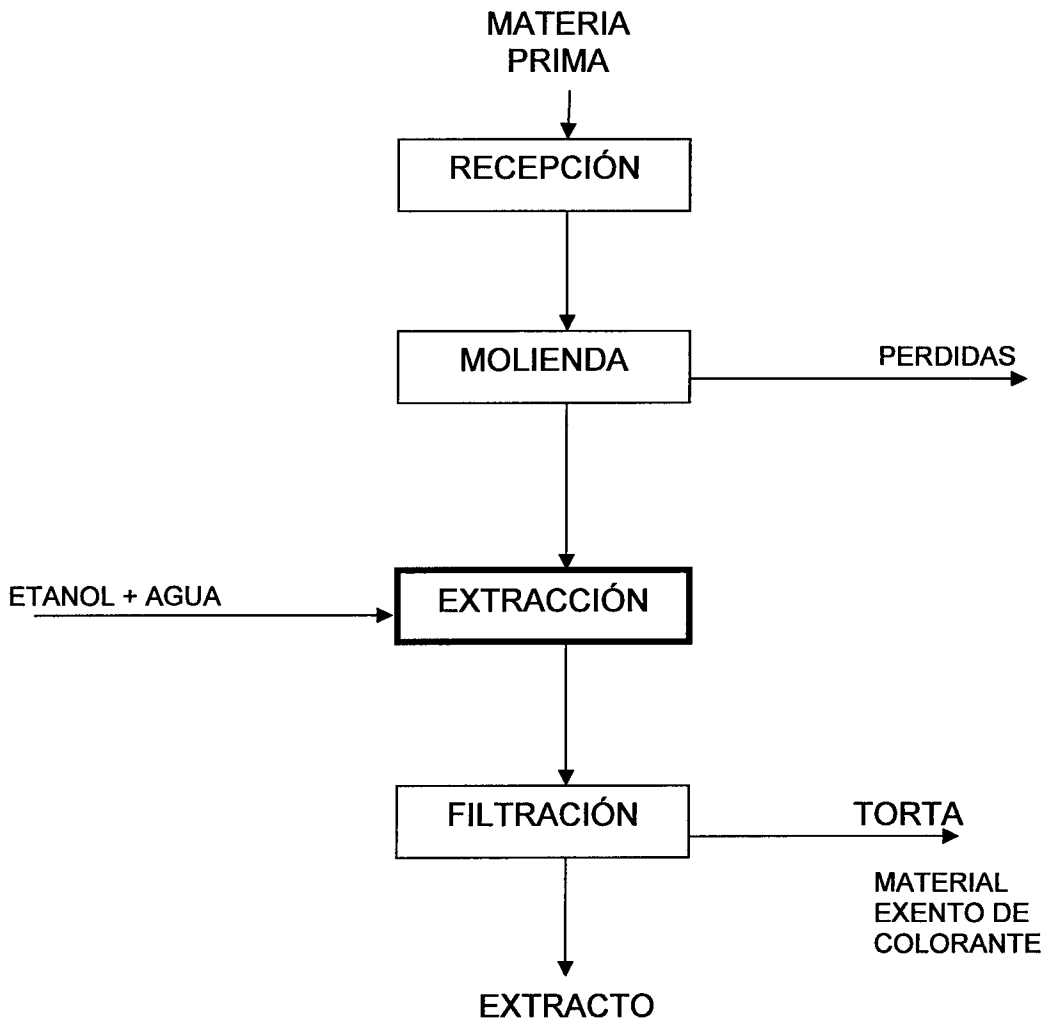 MATERIA
PRIMA
RECEPCIÓN
MOLIENDA
PERDIDAS
ETANOL + AGUA
EXTRACCIÓN
FILTRACIÓN
TORTA
MATERIAL
EXENTO DE
COLORANTE
EXTRACTO